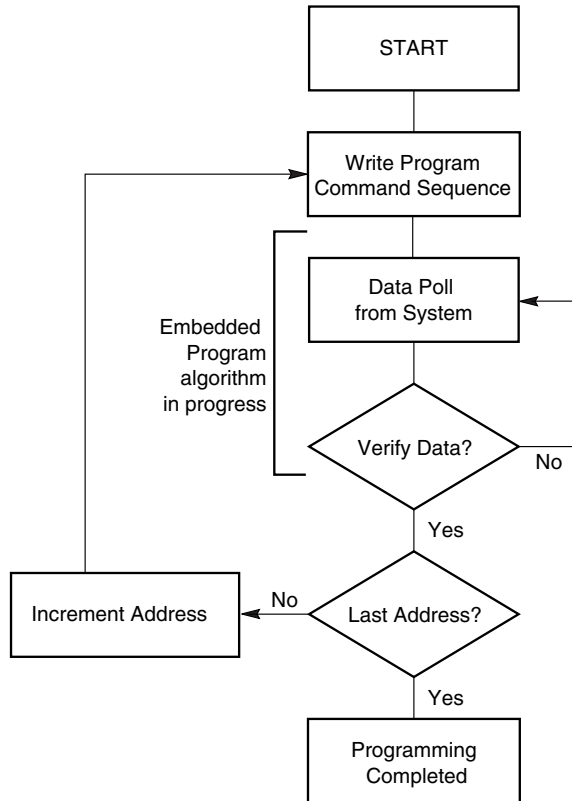 START
Write Program
Command Sequence
Data Poll
from System
Embedded
Program
algorithm
in progress
Verify Data?
No
Yes
Increment Address
No
Last Address?
Yes
Programming
Completed